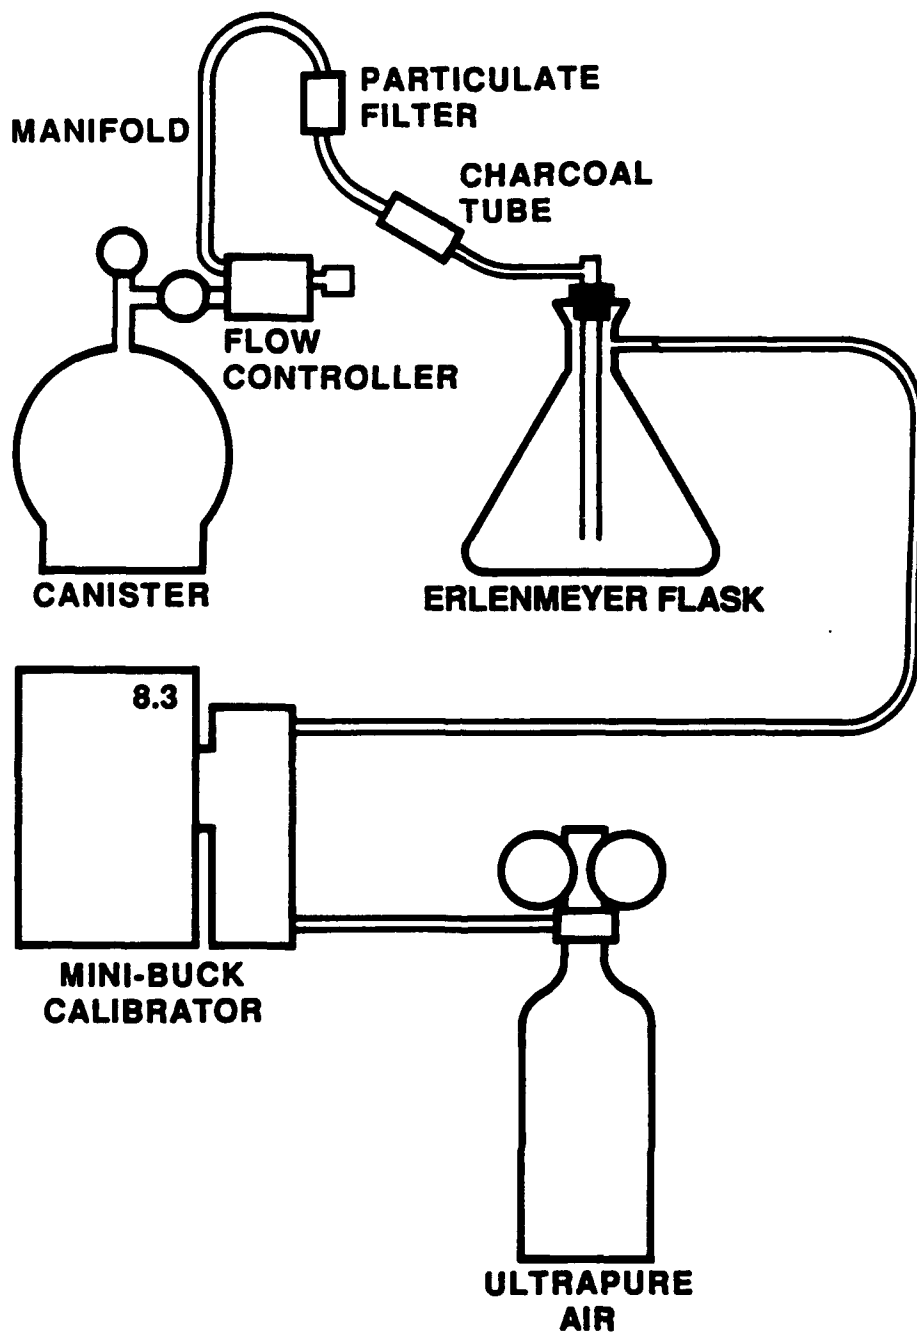 PARTICULATE
FILTER
MANIFOLD
CHARCOAL
TUBE
FLOW
CONTROLLER
CANISTER
ERLENMEYER FLASK
8.3
MINI-BUCK
CALIBRATOR
ULTRAPURE
AIR